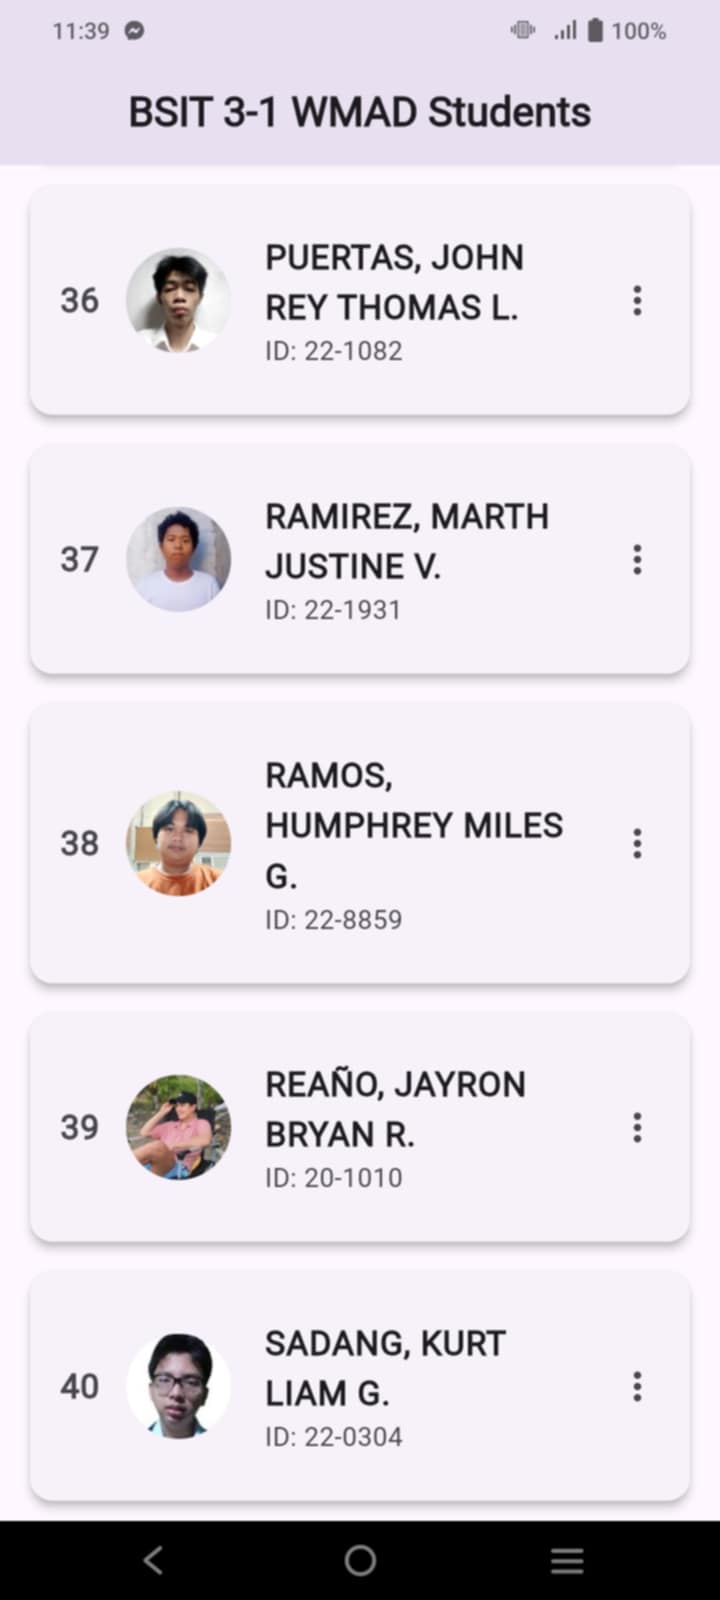 11:39 100%
BSIT 3-1 WMAD Students
36
PUERTAS, JOHN
REY THOMAS L.
ID: 22-1082
37
RAMIREZ, MARTH
JUSTINE V.
ID: 22-1931
38
RAMOS,
HUMPHREY MILES
G.
ID: 22-8859
39
REAÑO, JAYRON
BRYAN R.
ID: 20-1010
40
SADANG, KURT
LIAM G.
ID: 22-0304